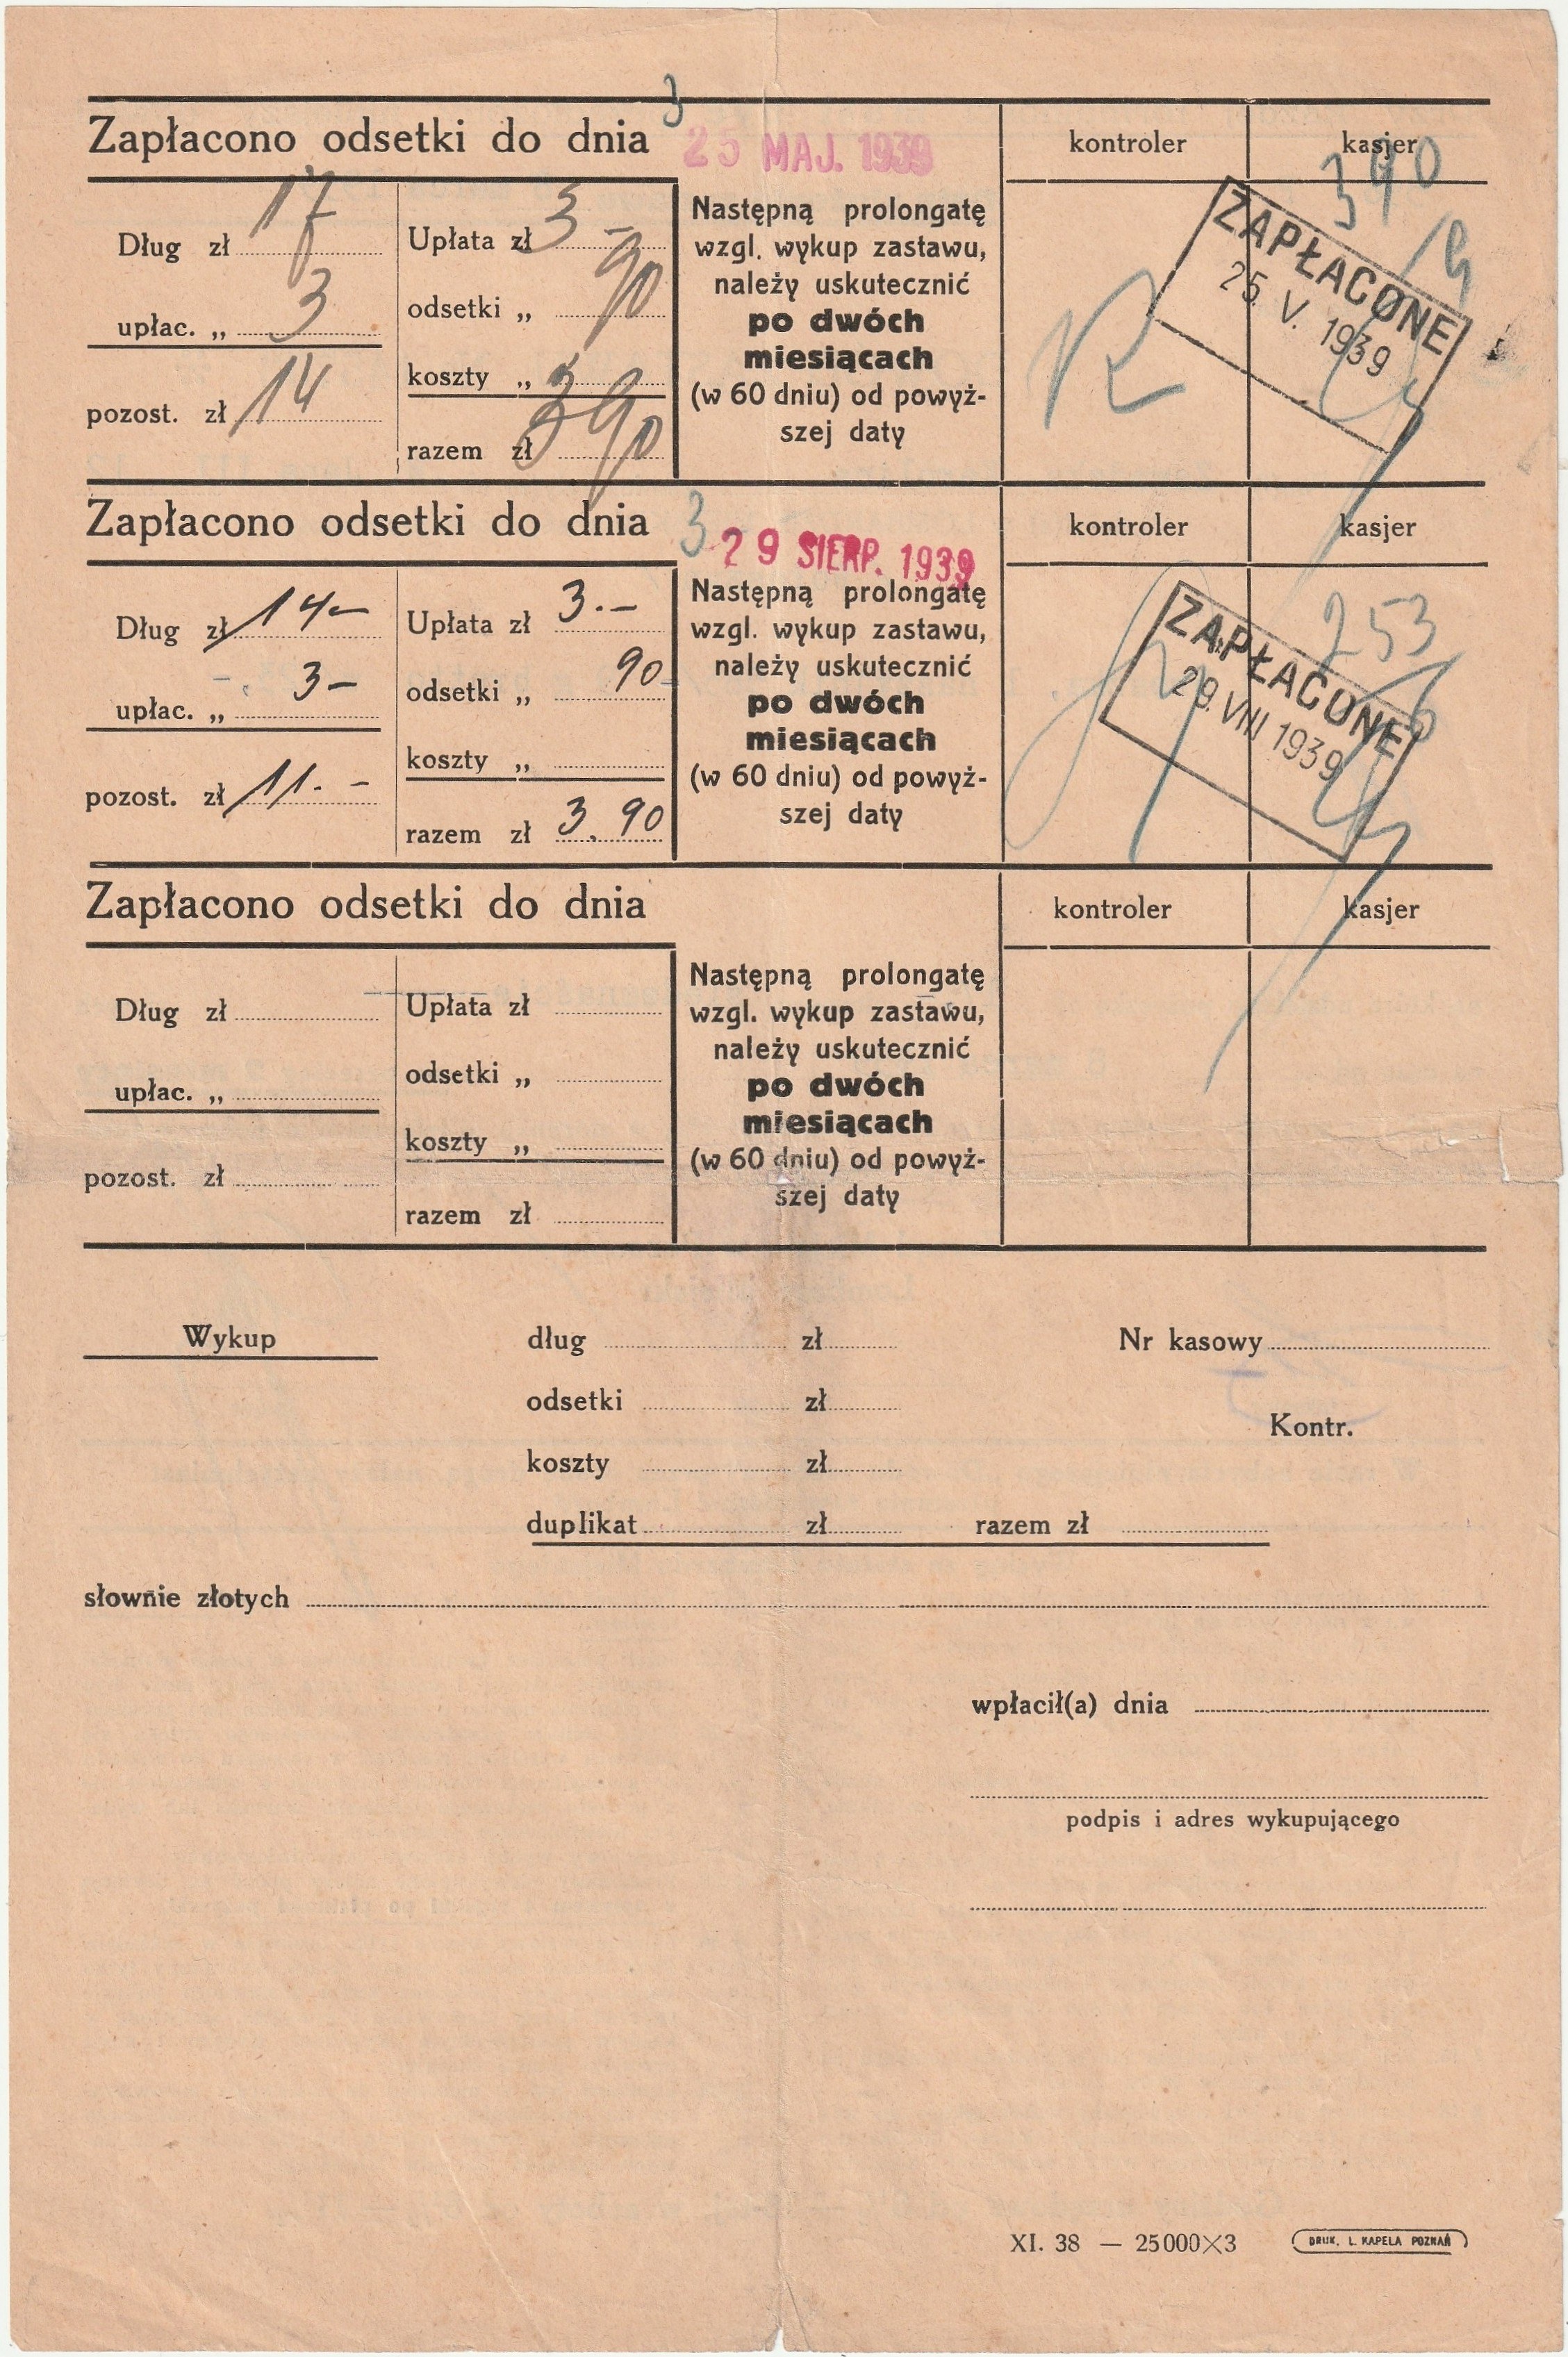 3
Zapłacono odsetki do dnia 25 MAJ. 1939
kontroler
kasjer
390
Dług zł 17
upłac. „ 3
pozost. zł 14
Upłata zł 3 –
odsetki „ 90
koszty „
razem zł 3 90
Następną prolongatę
wzgl. wykup zastawu,
należy uskutecznić
po dwóch
miesiącach
(w 60 dniu) od powyż-
szej daty
ZAPŁACONE
25. V. 1939
Zapłacono odsetki do dnia 3 29 SIERP. 1939
kontroler
kasjer
253
Dług zł 14–
upłac. „ 3–
pozost. zł 11. –
Upłata zł 3.–
odsetki „ 90
koszty „
razem zł 3.90
Następną prolongatę
wzgl. wykup zastawu,
należy uskutecznić
po dwóch
miesiącach
(w 60 dniu) od powyż-
szej daty
ZAPŁACONE
29. VIII 1939
Zapłacono odsetki do dnia
kontroler
kasjer
Dług zł
upłac. „
pozost. zł
Upłata zł
odsetki „
koszty „
razem zł
Następną prolongatę
wzgl. wykup zastawu,
należy uskutecznić
po dwóch
miesiącach
(w 60 dniu) od powyż-
szej daty
Wykup
dług zł
Nr kasowy
odsetki zł
Kontr.
koszty zł
duplikat zł razem zł
słownie złotych
wpłacił(a) dnia
podpis i adres wykupującego
XI. 38 — 25000×3
DRUK. L. KAPELA POZNAŃ